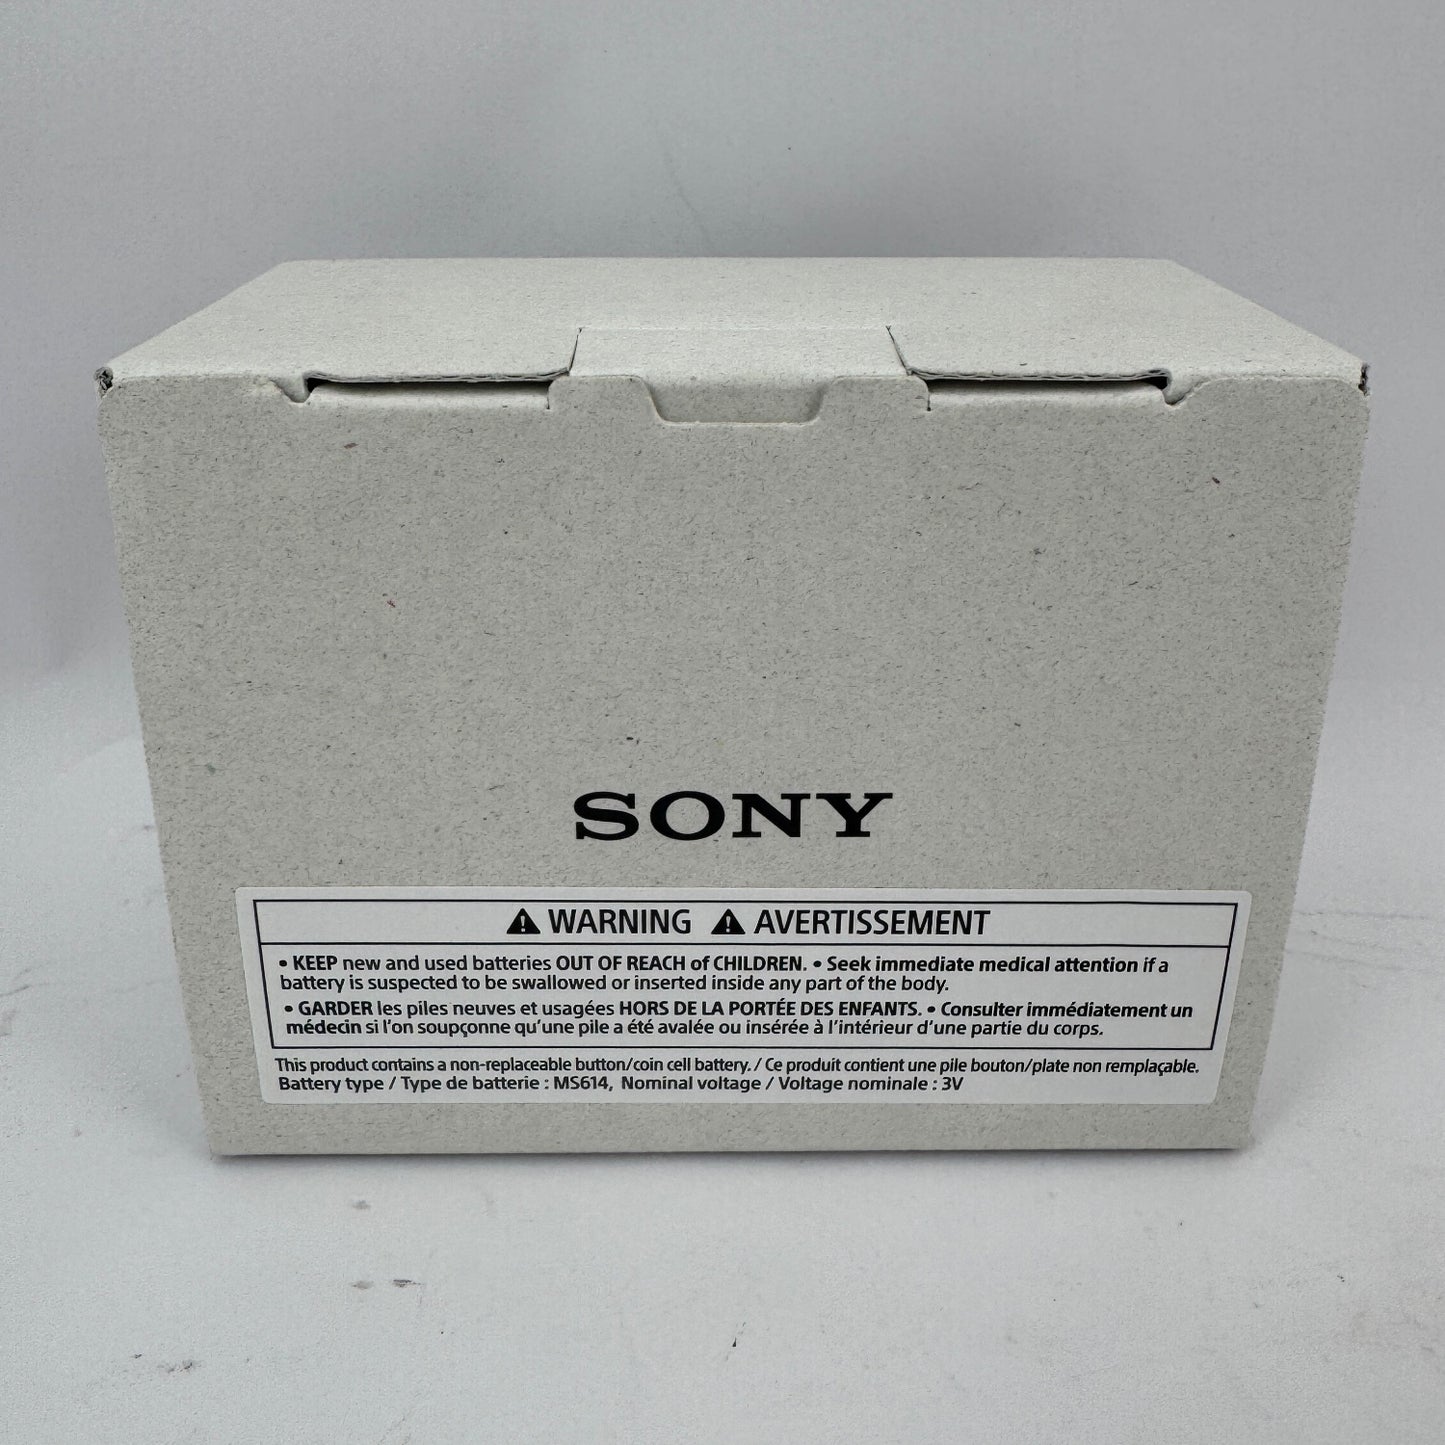 SONY
⚠ WARNING ⚠ AVERTISSEMENT
• KEEP new and used batteries OUT OF REACH of CHILDREN. • Seek immediate medical attention if a
battery is suspected to be swallowed or inserted inside any part of the body.
• GARDER les piles neuves et usagées HORS DE LA PORTÉE DES ENFANTS. • Consulter immédiatement un
médecin si l'on soupçonne qu'une pile a été avalée ou insérée à l'intérieur d'une partie du corps.
This product contains a non-replaceable button/coin cell battery. / Ce produit contient une pile bouton/plate non remplaçable.
Battery type / Type de batterie : MS614, Nominal voltage / Voltage nominale : 3V